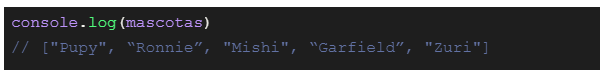 console.log(mascotas)
// ["Pupy", “Ronnie”, "Mishi", “Garfield”, "Zuri"]